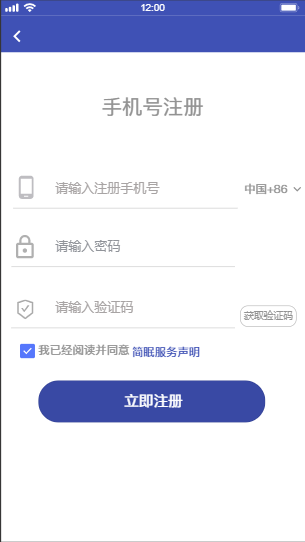 12:00
手机号注册
请输入注册手机号 中国+86
请输入密码
请输入验证码 获取验证码
我已经阅读并同意 简眠服务声明
立即注册